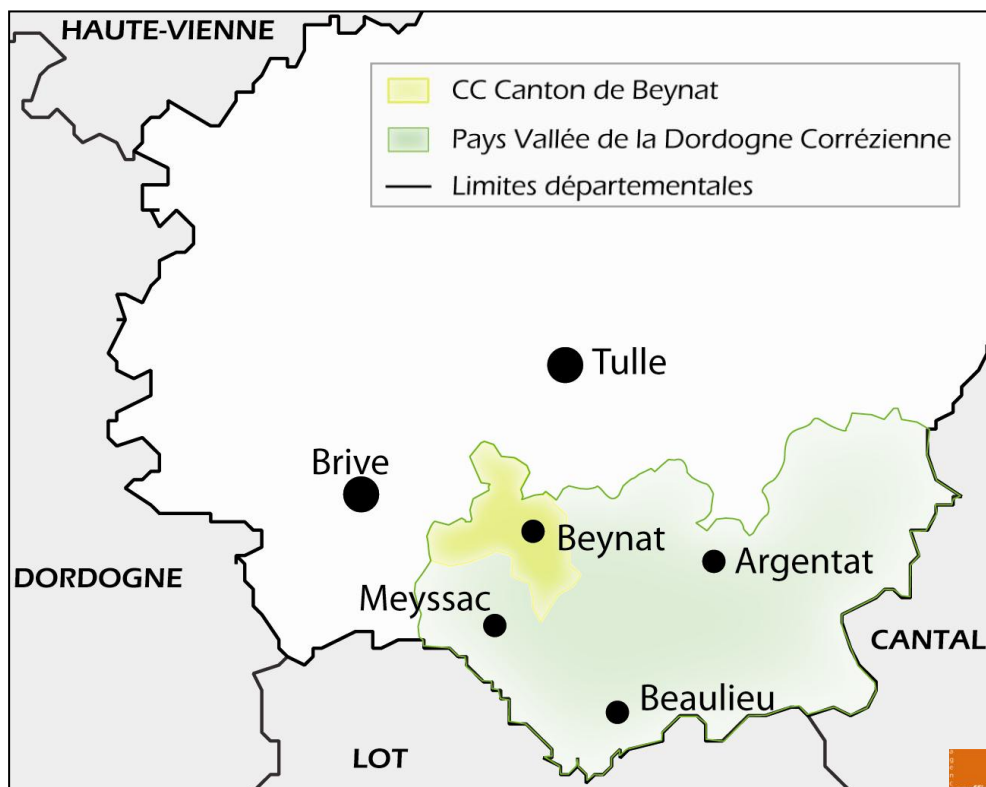 HAUTE-VIENNE
CC Canton de Beynat
Pays Vallée de la Dordogne Corrézienne
Limites départementales
Tulle
Brive
Beynat
Argentat
DORDOGNE
Meyssac
CANTAL
Beaulieu
LOT